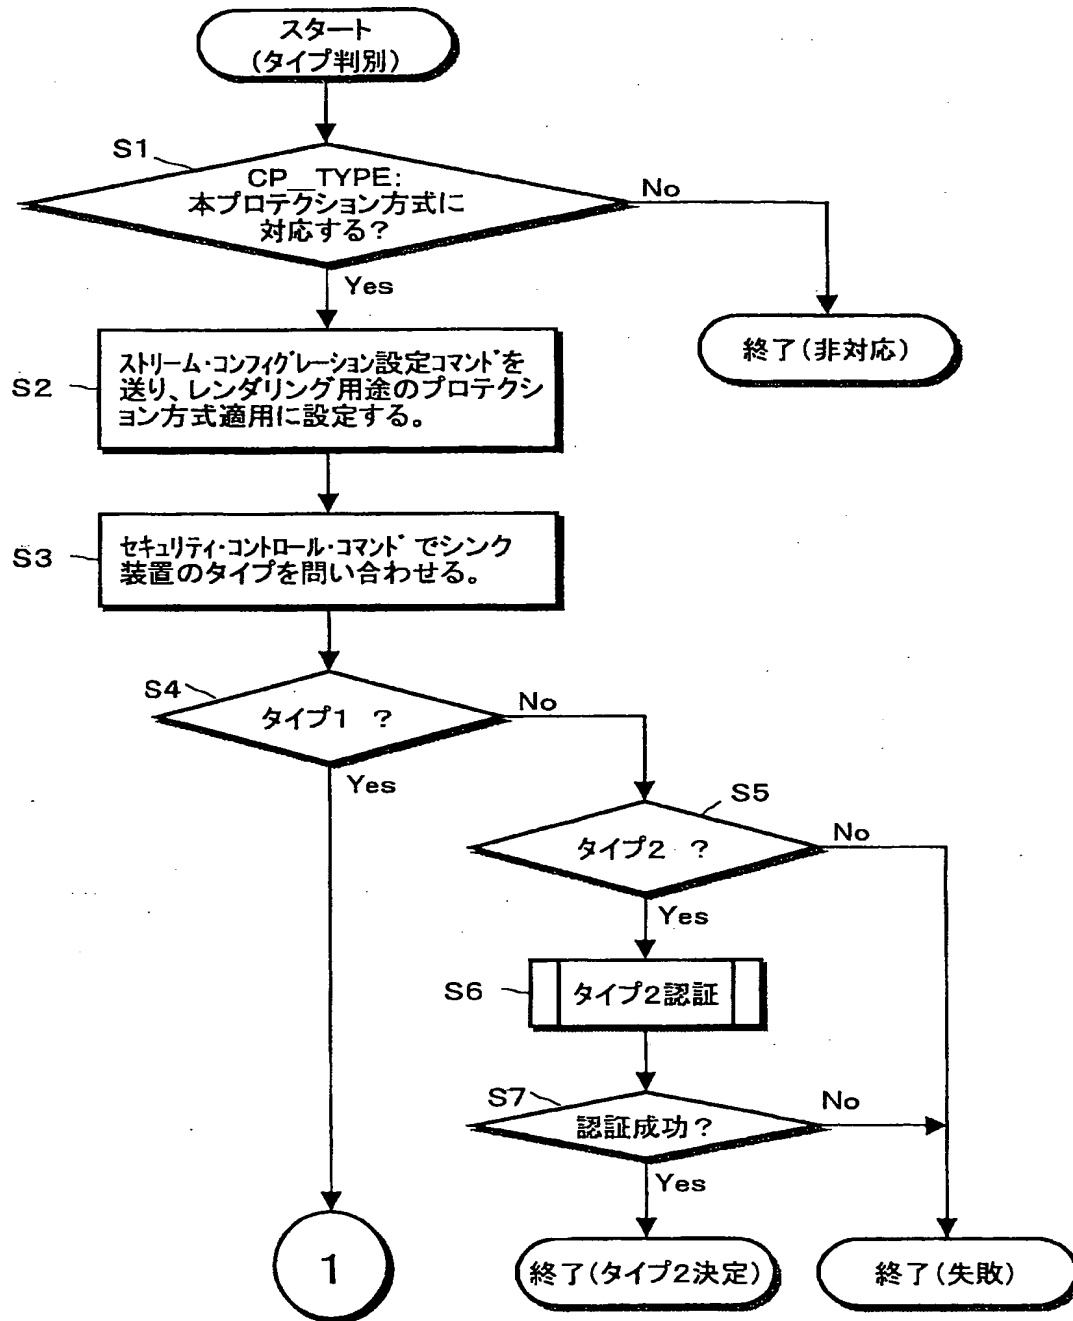 スタート
(タイプ判別)
S1
CP__TYPE:
本プロテクション方式に
対応する?
No
Yes
終了(非対応)
S2
ストリーム・コンフィグレーション設定コマンドを
送り、レンダリング用途のプロテクシ
ョン方式適用に設定する。
S3
セキュリティ・コントロール・コマンドでシンク
装置のタイプを問い合わせる。
S4
タイプ1 ?
No
Yes
S5
タイプ2 ?
No
Yes
S6
タイプ2認証
S7
認証成功?
No
Yes
1
終了(タイプ2決定)
終了(失敗)